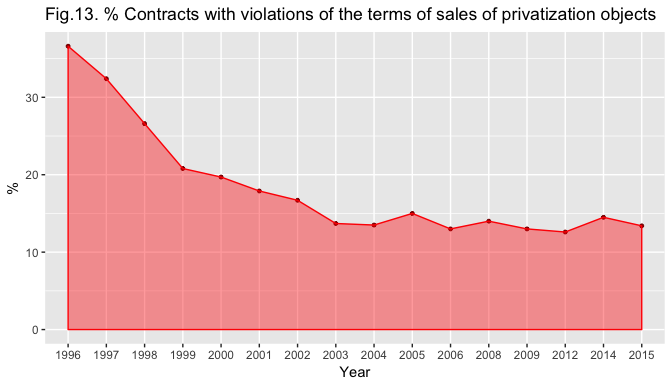 Fig.13. % Contracts with violations of the terms of sales of privatization objects
30
20
10
0
%
1996 1997 1998 1999 2000 2001 2002 2003 2004 2005 2006 2008 2009 2012 2014 2015
Year